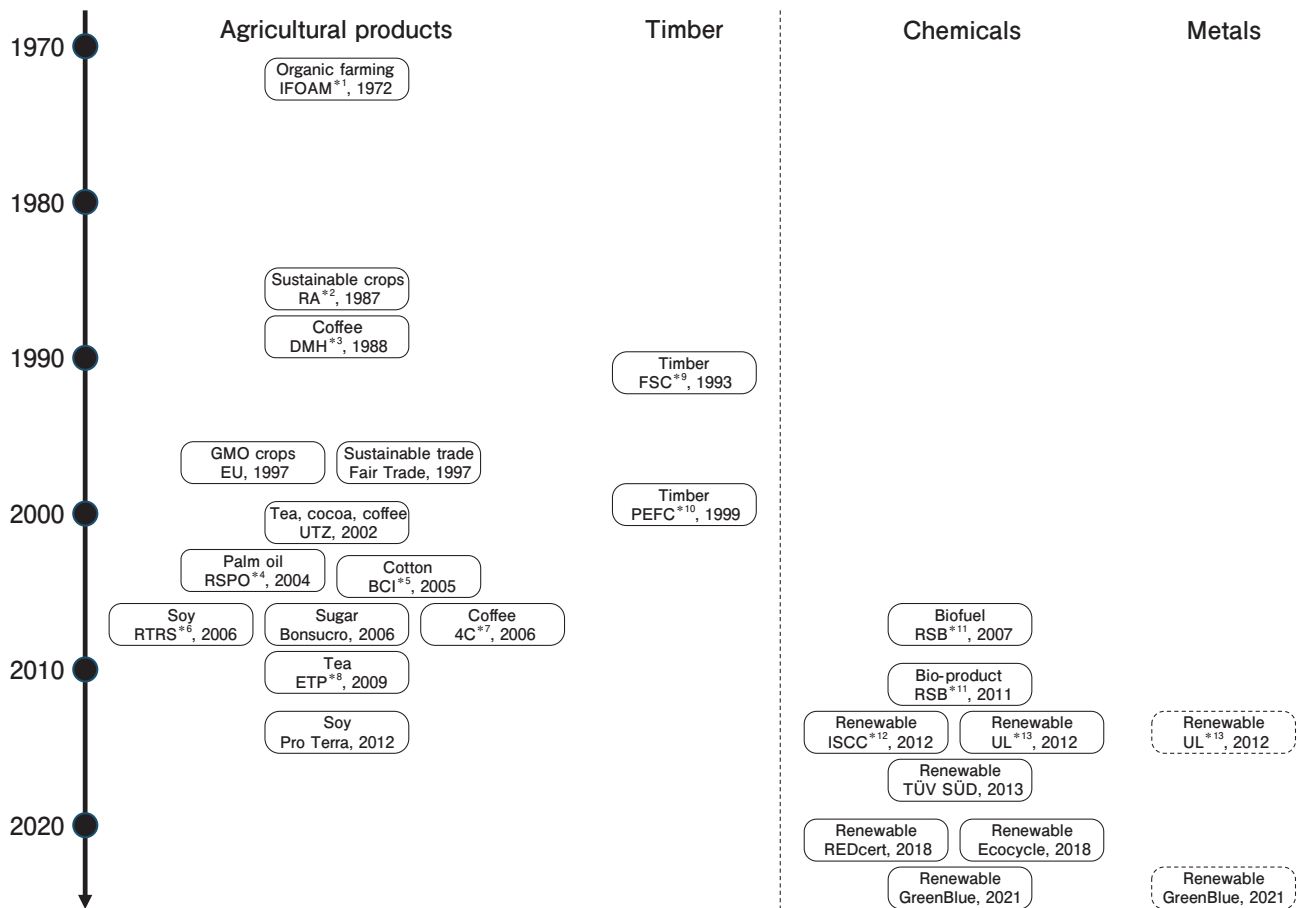 Agricultural products
Timber
Chemicals
Metals
1970
Organic farming
IFOAM*1, 1972
1980
Sustainable crops
RA*2, 1987
Coffee
DMH*3, 1988
1990
Timber
FSC*9, 1993
GMO crops
EU, 1997
Sustainable trade
Fair Trade, 1997
Timber
PEFC*10, 1999
2000
Tea, cocoa, coffee
UTZ, 2002
Palm oil
RSPO*4, 2004
Cotton
BCI*5, 2005
Soy
RTRS*6, 2006
Sugar
Bonsucro, 2006
Coffee
4C*7, 2006
Biofuel
RSB*11, 2007
2010
Tea
ETP*8, 2009
Bio-product
RSB*11, 2011
Soy
Pro Terra, 2012
Renewable
ISCC*12, 2012
Renewable
UL*13, 2012
Renewable
UL*13, 2012
Renewable
TÜV SÜD, 2013
2020
Renewable
REDcert, 2018
Renewable
Ecocycle, 2018
Renewable
GreenBlue, 2021
Renewable
GreenBlue, 2021